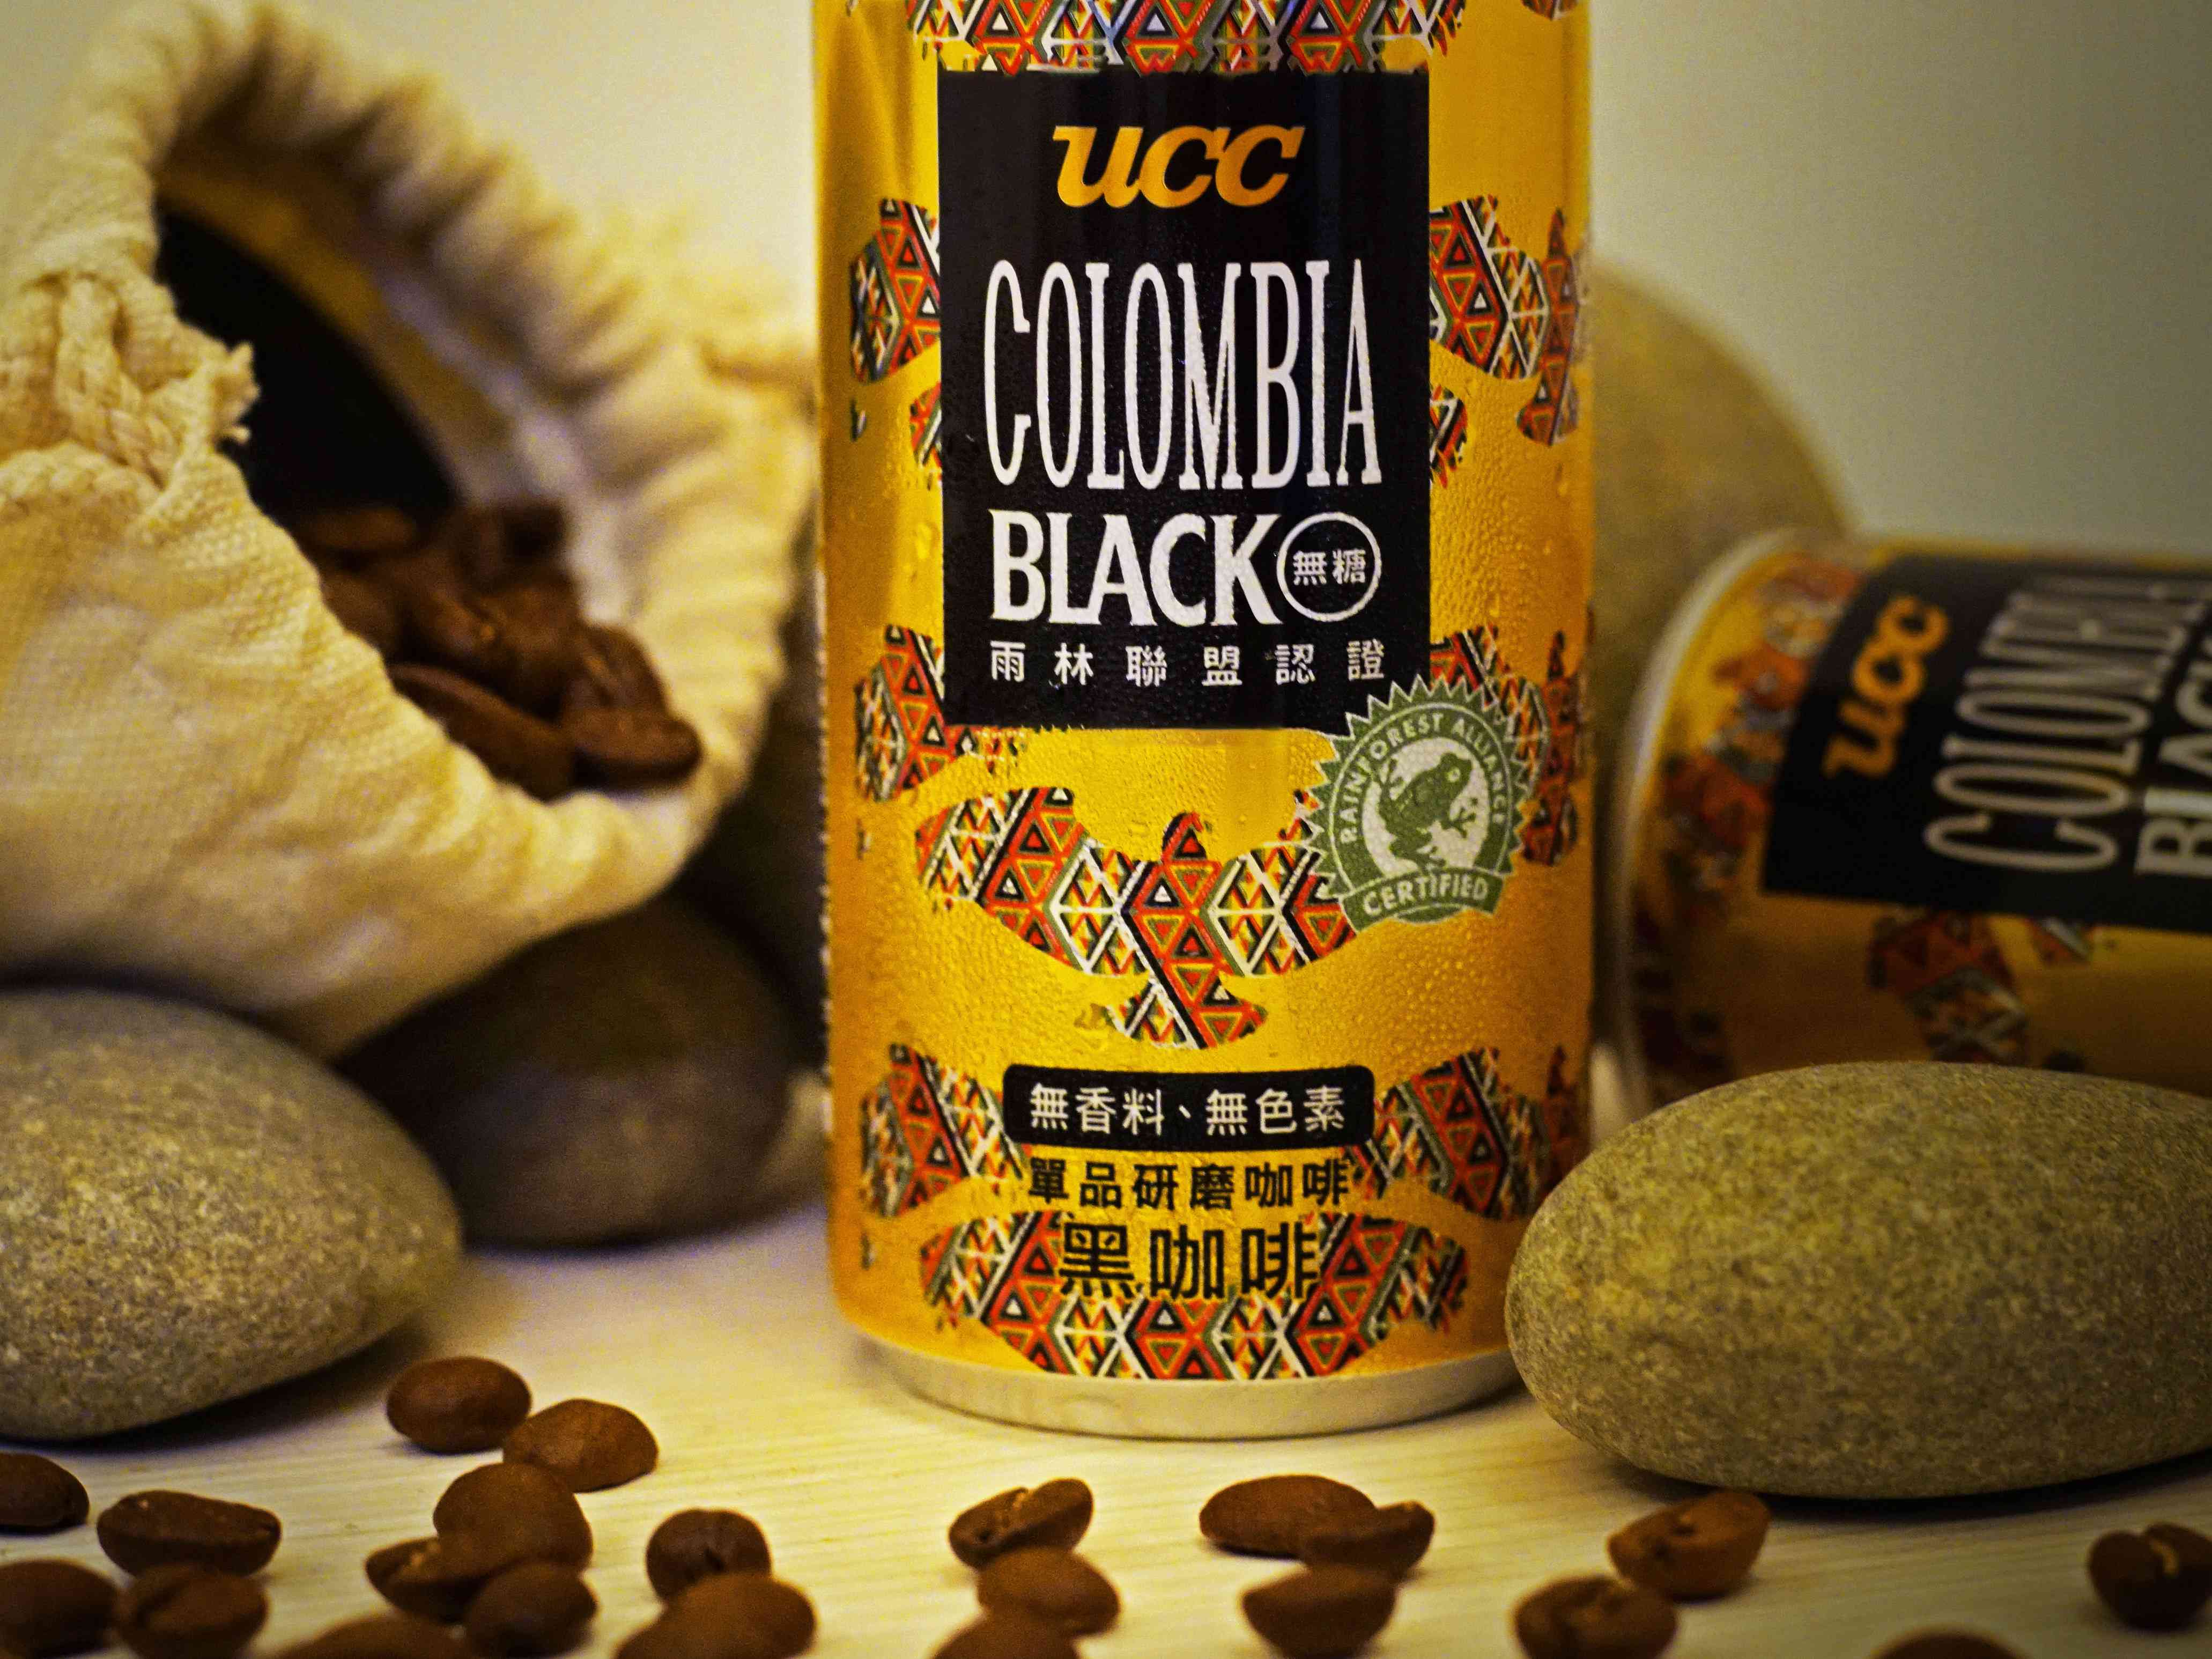 UCC
COLOMBIA
BLACK 無糖
雨林聯盟認證
RAINFOREST ALLIANCE
CERTIFIED
無香料、無色素
單品研磨咖啡
黑咖啡
UCC
COLOMBIA